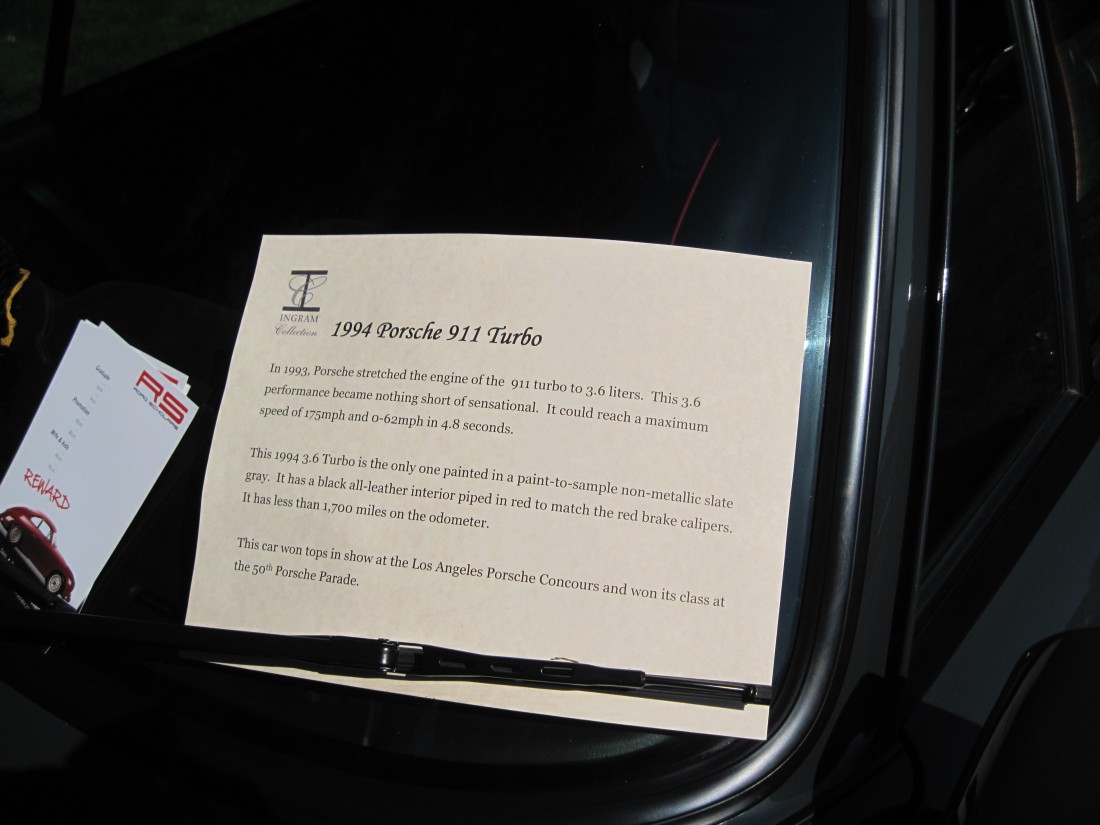 INGRAM
Collection
1994 Porsche 911 Turbo
In 1993, Porsche stretched the engine of the 911 turbo to 3.6 liters. This 3.6
performance became nothing short of sensational. It could reach a maximum
speed of 175mph and 0-62mph in 4.8 seconds.
This 1994 3.6 Turbo is the only one painted in a paint-to-sample non-metallic slate
gray. It has a black all-leather interior piped in red to match the red brake calipers.
It has less than 1,700 miles on the odometer.
This car won tops in show at the Los Angeles Porsche Concours and won its class at
the 50th Porsche Parade.
RS
Graduate
Promotion
REWARD